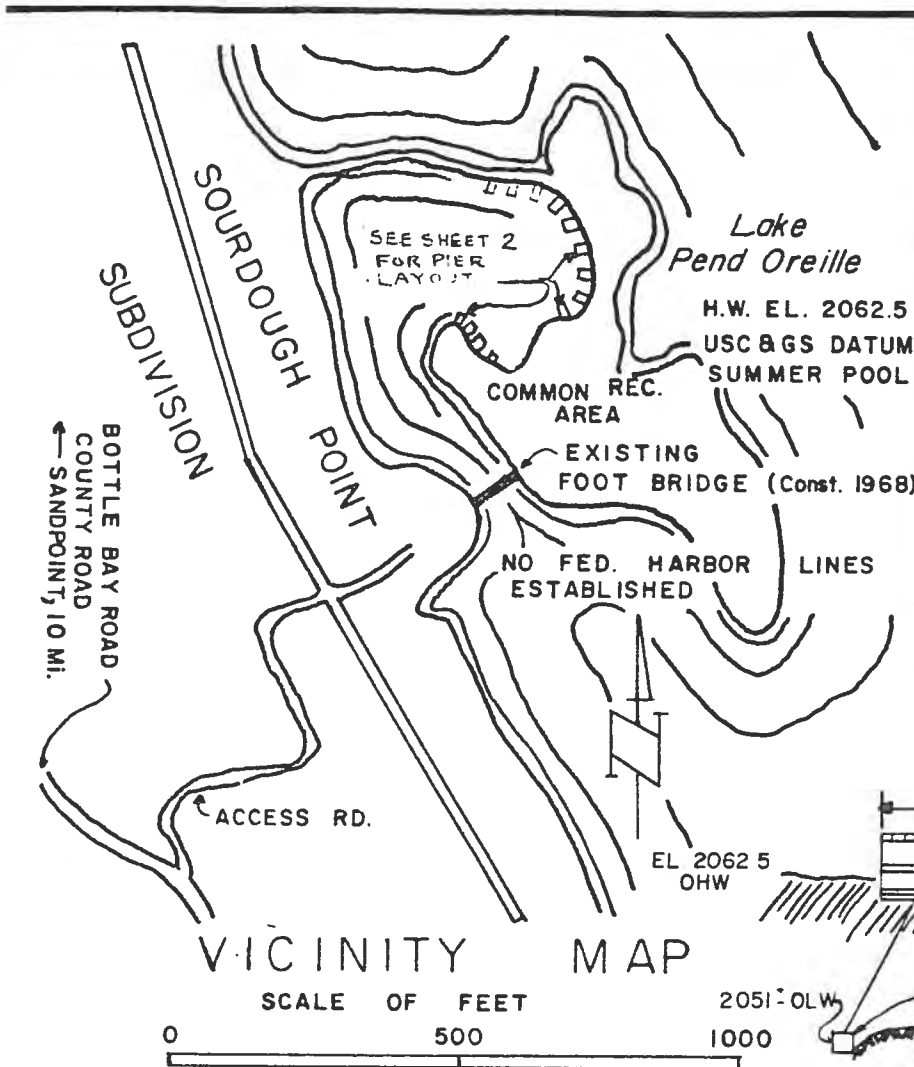 SOURDOUGH POINT
SUBDIVISION
SEE SHEET 2
FOR PIER
LAYOUT
Lake
Pend Oreille
H.W. EL. 2062.5
USC&GS DATUM
SUMMER POOL
COMMON REC.
AREA
EXISTING
FOOT BRIDGE (Const. 1968)
NO FED. HARBOR LINES
ESTABLISHED
BOTTLE BAY ROAD
COUNTY ROAD
← SANDPOINT, 10 Mi.
ACCESS RD.
N
EL 2062.5
OHW
VICINITY MAP
SCALE OF FEET
0 500 1000
2051± OLW